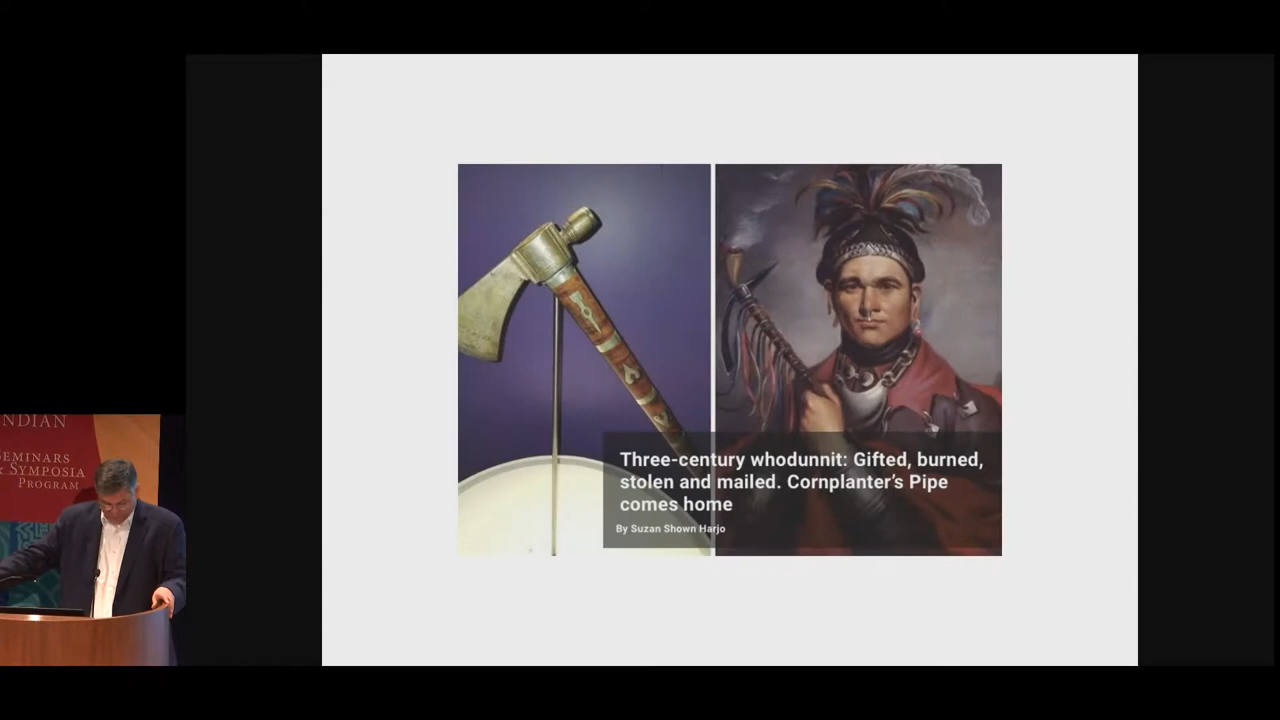 NDIAN
SEMINARS
& SYMPOSIA
PROGRAM
Three-century whodunnit: Gifted, burned,
stolen and mailed. Cornplanter's Pipe
comes home
By Suzan Shown Harjo